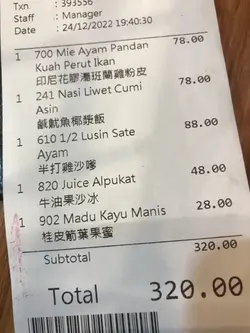 Txn : 393556
Staff : Manager
Date : 24/12/2022 19:40:30
1 700 Mie Ayam Pandan 78.00
Kuah Perut Ikan
印尼花膠湯班蘭雞粉皮
1 241 Nasi Liwet Cumi 78.00
Asin
鹹魷魚椰漿飯
1 610 1/2 Lusin Sate 88.00
Ayam
半打雞沙嗲
1 820 Juice Alpukat 48.00
牛油果沙冰
1 902 Madu Kayu Manis 28.00
桂皮箭葉果蜜
Subtotal 320.00
Total 320.00